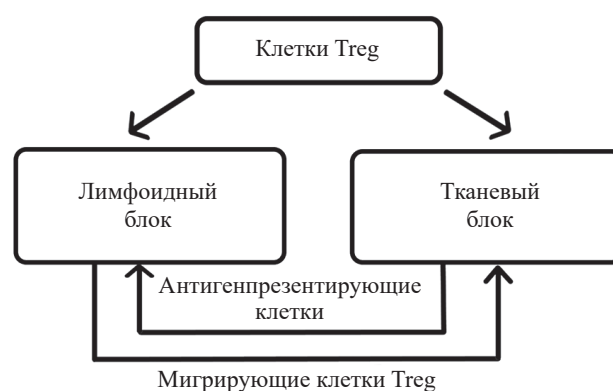 Клетки Treg
Лимфоидный
блок
Тканевый
блок
Антигенпрезентирующие
клетки
Мигрирующие клетки Treg